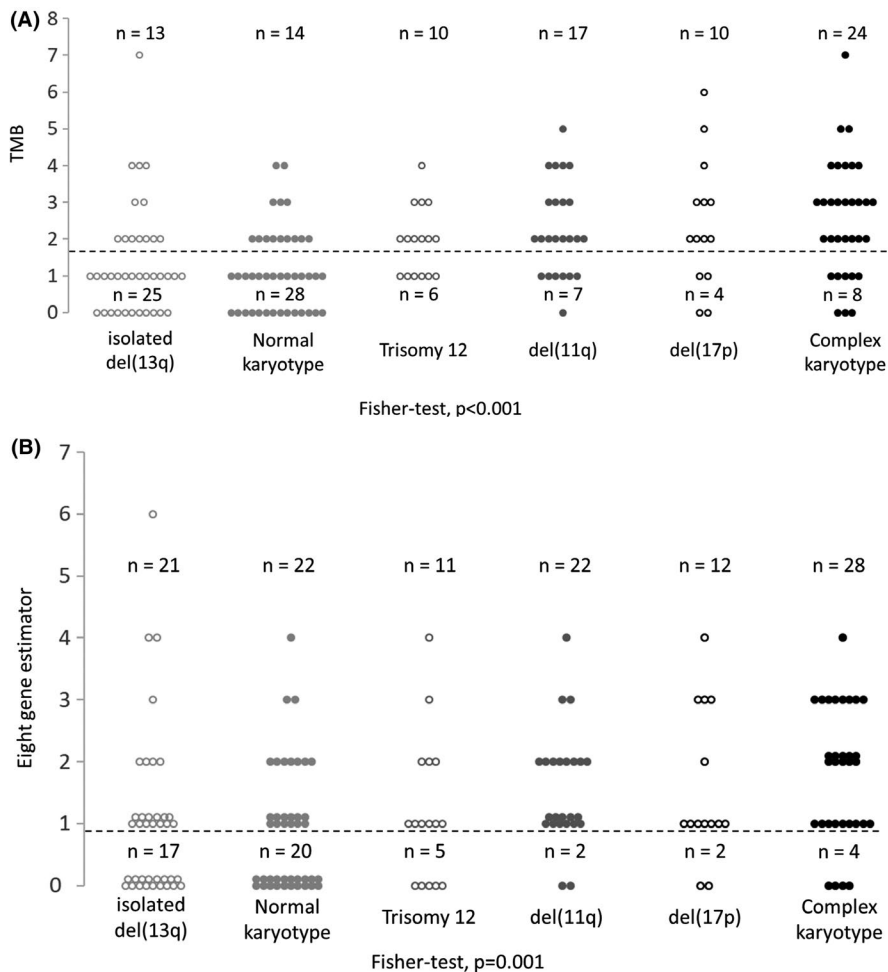 (A)
8
7
6
5
4
3
2
1
0
TMB
n = 13 n = 14 n = 10 n = 17 n = 10 n = 24
n = 25 n = 28 n = 6 n = 7 n = 4 n = 8
isolated del(13q) Normal karyotype Trisomy 12 del(11q) del(17p) Complex karyotype
Fisher-test, p<0.001
(B)
7
6
5
4
3
2
1
0
Eight gene estimator
n = 21 n = 22 n = 11 n = 22 n = 12 n = 28
n = 17 n = 20 n = 5 n = 2 n = 2 n = 4
isolated del(13q) Normal karyotype Trisomy 12 del(11q) del(17p) Complex karyotype
Fisher-test, p=0.001